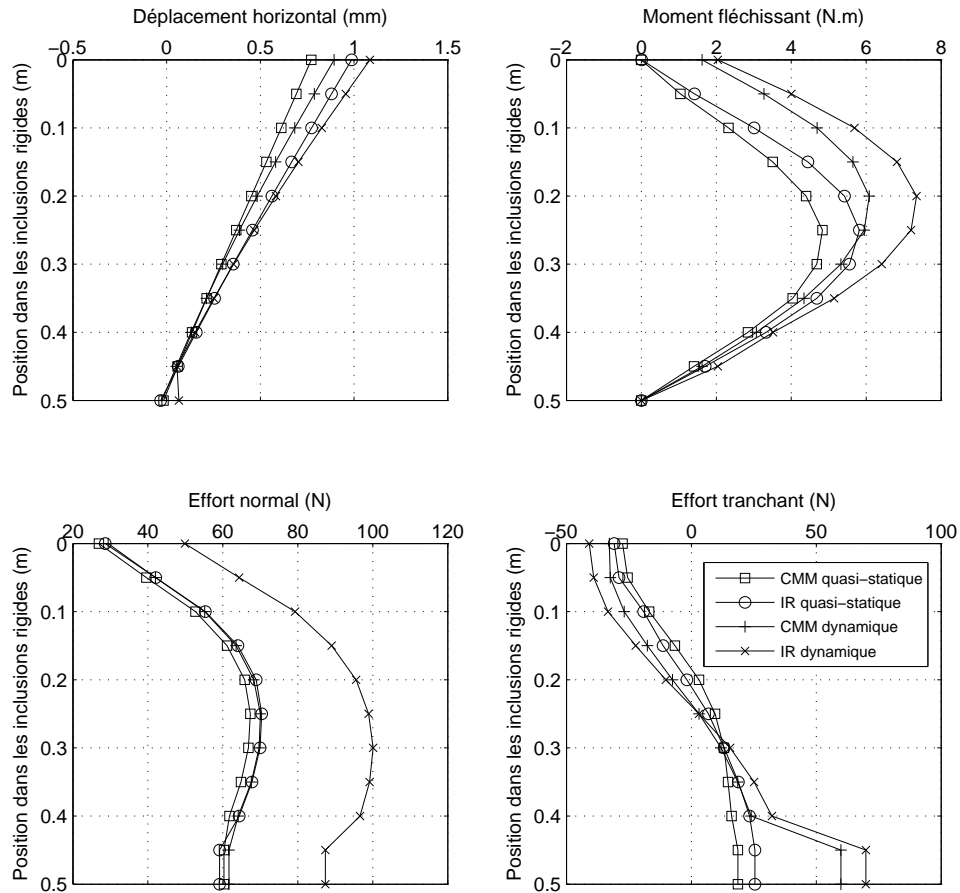 Déplacement horizontal (mm)
−0.5 0 0.5 1 1.5
Position dans les inclusions rigides (m)
0
0.1
0.2
0.3
0.4
0.5
Moment fléchissant (N.m)
−2 0 2 4 6 8
Position dans les inclusions rigides (m)
0
0.1
0.2
0.3
0.4
0.5
Effort normal (N)
20 40 60 80 100 120
Position dans les inclusions rigides (m)
0
0.1
0.2
0.3
0.4
0.5
Effort tranchant (N)
−50 0 50 100
Position dans les inclusions rigides (m)
0
0.1
0.2
0.3
0.4
0.5
CMM quasi−statique
IR quasi−statique
CMM dynamique
IR dynamique